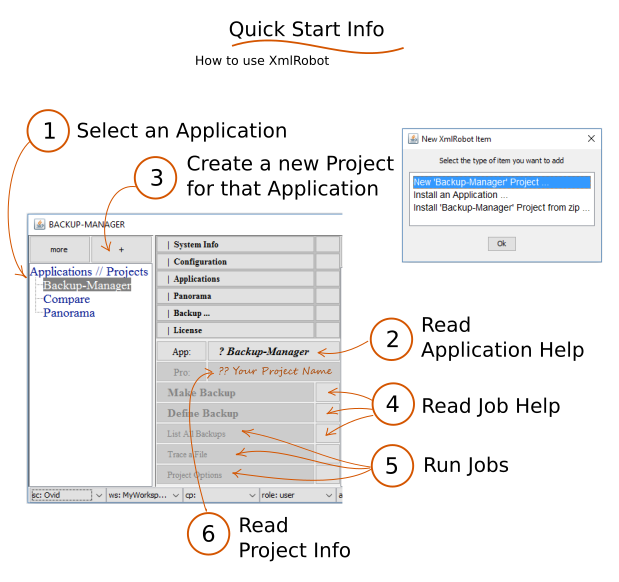 Quick Start Info
How to use XmlRobot
1 Select an Application
3 Create a new Project
for that Application
New XmlRobot Item
Select the type of item you want to add
New 'Backup-Manager' Project ...
Install an Application ...
Install 'Backup-Manager' Project from zip ...
Ok
BACKUP-MANAGER
more
+
Applications // Projects
Backup-Manager
Compare
Panorama
| System Info
| Configuration
| Applications
| Panorama
| Backup ...
| License
App: ? Backup-Manager
Pro: ?? Your Project Name
Make Backup
Define Backup
List All Backups
Trace a File
Project Options
sc: Ovid
ws: MyWorksp...
cp:
role: user
a
2 Read
Application Help
4 Read Job Help
5 Run Jobs
6 Read
Project Info